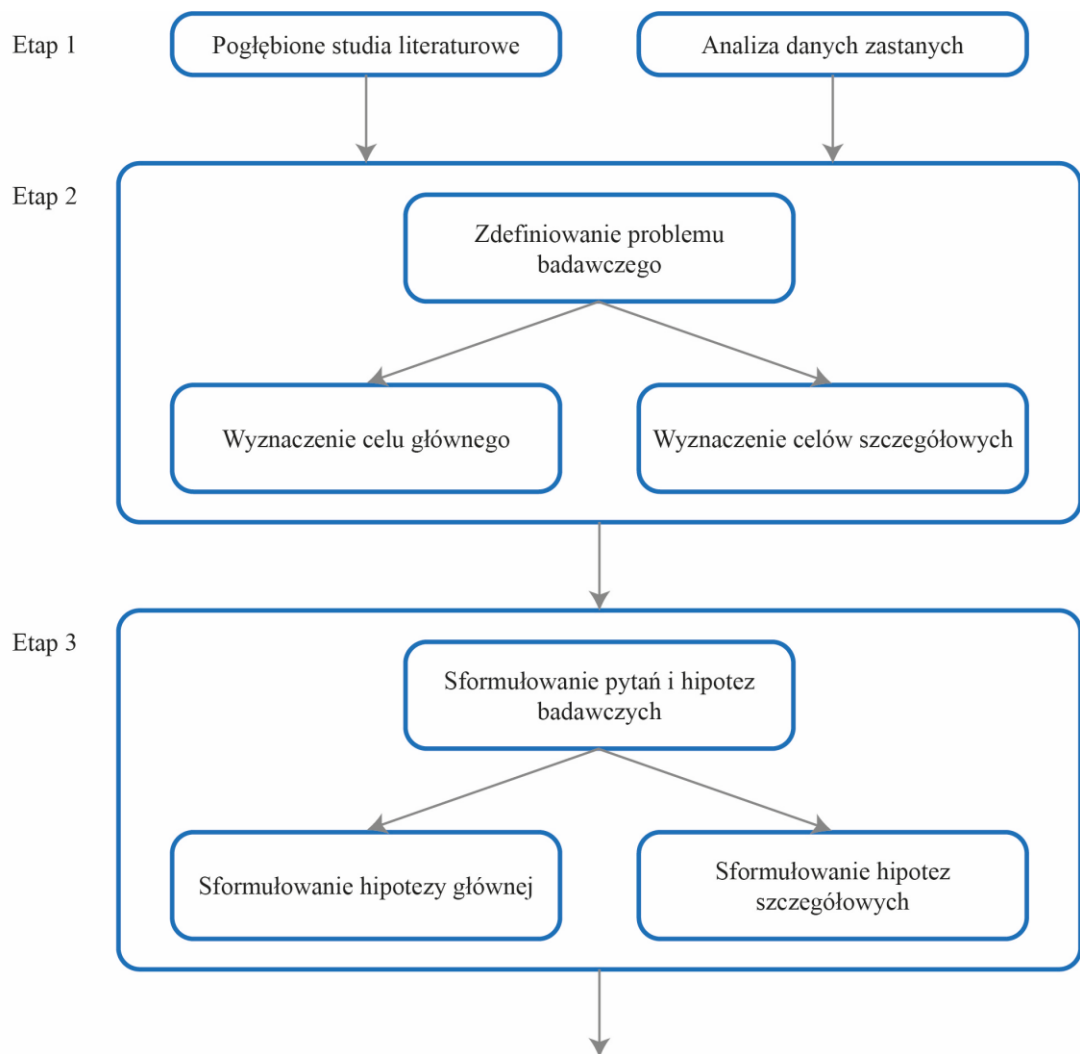 Etap 1
Pogłębione studia literaturowe
Analiza danych zastanych
Etap 2
Zdefiniowanie problemu
badawczego
Wyznaczenie celu głównego
Wyznaczenie celów szczegółowych
Etap 3
Sformułowanie pytań i hipotez
badawczych
Sformułowanie hipotezy głównej
Sformułowanie hipotez
szczegółowych